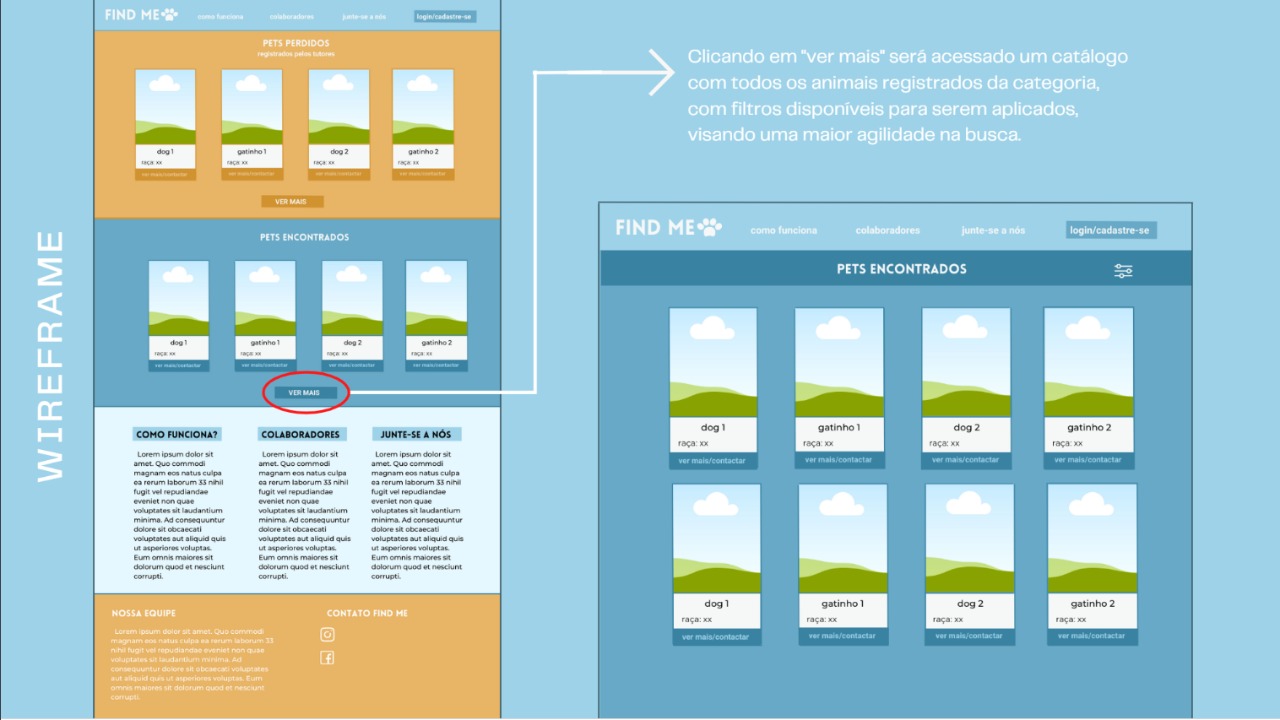 WIREFRAME
FIND ME
como funciona
colaboradores
junte-se a nós
login/cadastre-se
PETS PERDIDOS
registrados pelos tutores
dog 1
raça: xx
ver mais/contactar
gatinho 1
raça: xx
ver mais/contactar
dog 2
raça: xx
ver mais/contactar
gatinho 2
raça: xx
ver mais/contactar
VER MAIS
PETS ENCONTRADOS
dog 1
raça: xx
ver mais/contactar
gatinho 1
raça: xx
ver mais/contactar
dog 2
raça: xx
ver mais/contactar
gatinho 2
raça: xx
ver mais/contactar
VER MAIS
COMO FUNCIONA?
Lorem ipsum dolor sit
amet. Quo commodi
magnam eos natus culpa
ea rerum laborum 33 nihil
fugit vel repudiandae
eveniet non quae
voluptates sit laudantium
minima. Ad consequuntur
dolore sit obcaecati
voluptates aut aliquid quis
ut asperiores voluptas.
Eum omnis maiores sit
dolorum quod et nesciunt
corrupti.
COLABORADORES
Lorem ipsum dolor sit
amet. Quo commodi
magnam eos natus culpa
ea rerum laborum 33 nihil
fugit vel repudiandae
eveniet non quae
voluptates sit laudantium
minima. Ad consequuntur
dolore sit obcaecati
voluptates aut aliquid quis
ut asperiores voluptas.
Eum omnis maiores sit
dolorum quod et nesciunt
corrupti.
JUNTE-SE A NÓS
Lorem ipsum dolor sit
amet. Quo commodi
magnam eos natus culpa
ea rerum laborum 33 nihil
fugit vel repudiandae
eveniet non quae
voluptates sit laudantium
minima. Ad consequuntur
dolore sit obcaecati
voluptates aut aliquid quis
ut asperiores voluptas.
Eum omnis maiores sit
dolorum quod et nesciunt
corrupti.
NOSSA EQUIPE
Lorem ipsum dolor sit amet. Quo commodi
magnam eos natus culpa ea rerum laborum 33
nihil fugit vel repudiandae eveniet non quae
voluptates sit laudantium minima. Ad
consequuntur dolore sit obcaecati voluptates
aut aliquid quis ut asperiores voluptas. Eum
omnis maiores sit dolorum quod et nesciunt
corrupti.
CONTATO FIND ME
Clicando em "ver mais" será acessado um catálogo
com todos os animais registrados da categoria,
com filtros disponíveis para serem aplicados,
visando uma maior agilidade na busca.
FIND ME
como funciona
colaboradores
junte-se a nós
login/cadastre-se
PETS ENCONTRADOS
dog 1
raça: xx
ver mais/contactar
gatinho 1
raça: xx
ver mais/contactar
dog 2
raça: xx
ver mais/contactar
gatinho 2
raça: xx
ver mais/contactar
dog 1
raça: xx
ver mais/contactar
gatinho 1
raça: xx
ver mais/contactar
dog 2
raça: xx
ver mais/contactar
gatinho 2
raça: xx
ver mais/contactar